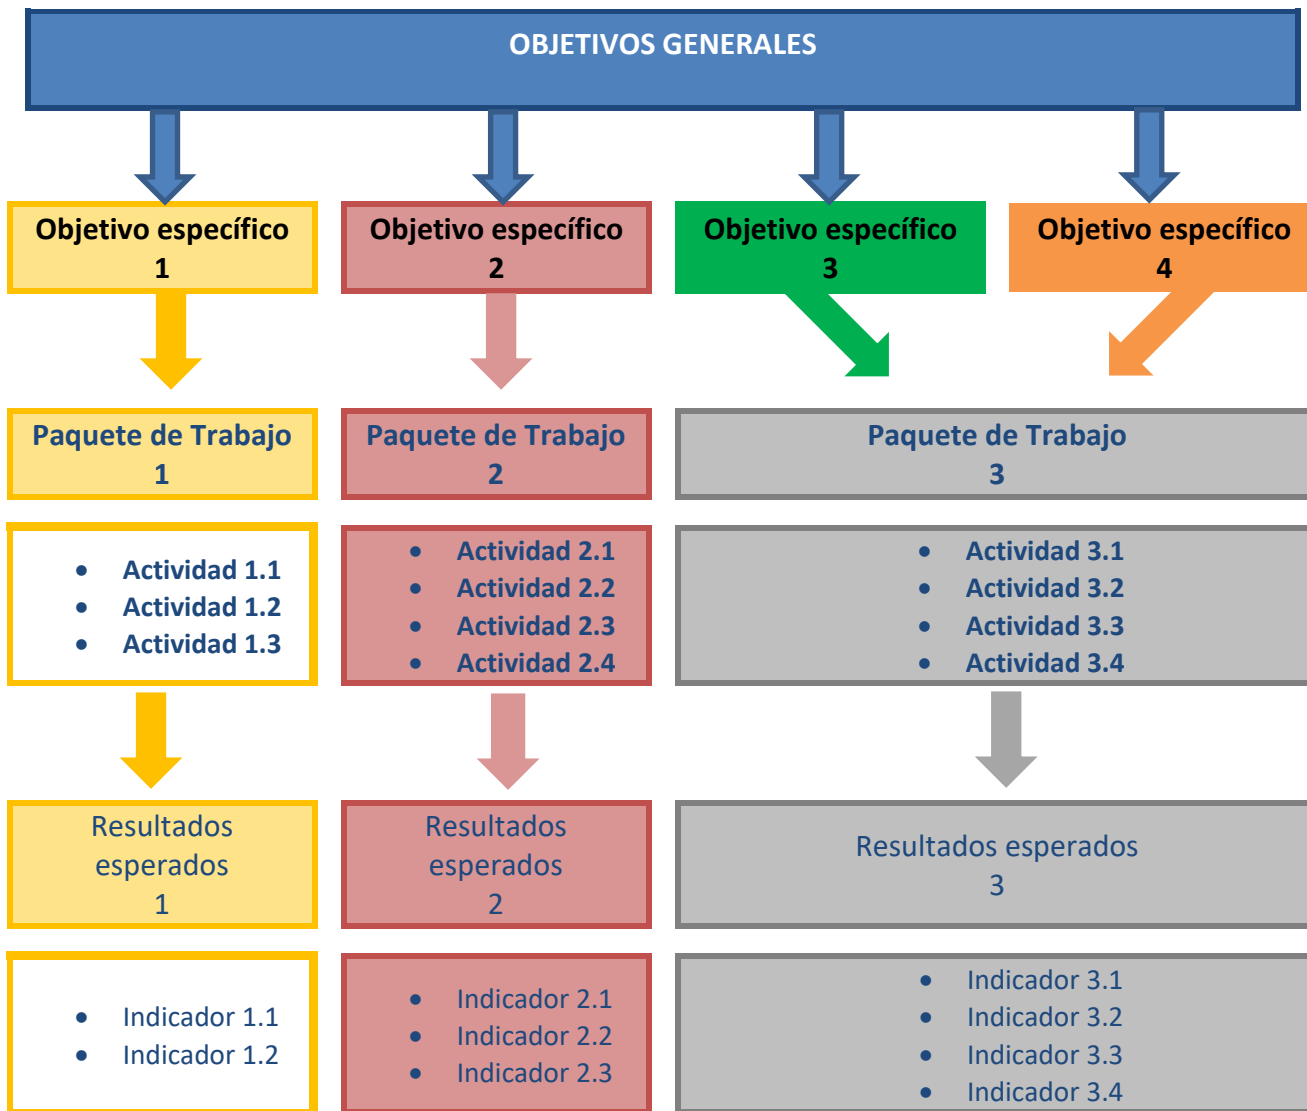 OBJETIVOS GENERALES
Objetivo específico
1
Objetivo específico
2
Objetivo específico
3
Objetivo específico
4
Paquete de Trabajo
1
Paquete de Trabajo
2
Paquete de Trabajo
3
• Actividad 1.1
• Actividad 1.2
• Actividad 1.3
• Actividad 2.1
• Actividad 2.2
• Actividad 2.3
• Actividad 2.4
• Actividad 3.1
• Actividad 3.2
• Actividad 3.3
• Actividad 3.4
Resultados
esperados
1
Resultados
esperados
2
Resultados esperados
3
• Indicador 1.1
• Indicador 1.2
• Indicador 2.1
• Indicador 2.2
• Indicador 2.3
• Indicador 3.1
• Indicador 3.2
• Indicador 3.3
• Indicador 3.4